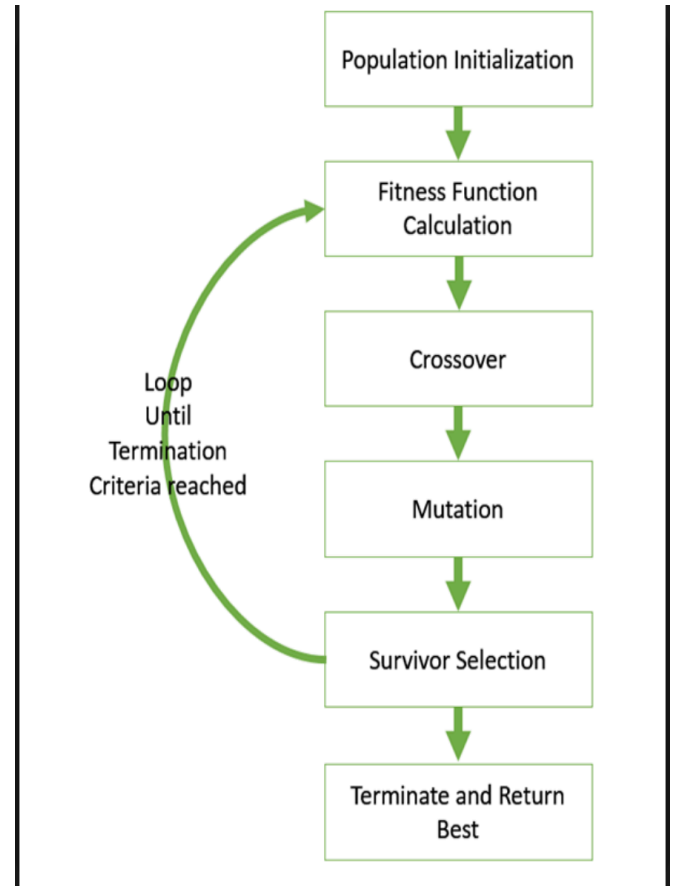 Population Initialization
Fitness Function
Calculation
Crossover
Loop
Until
Termination
Criteria reached
Mutation
Survivor Selection
Terminate and Return
Best